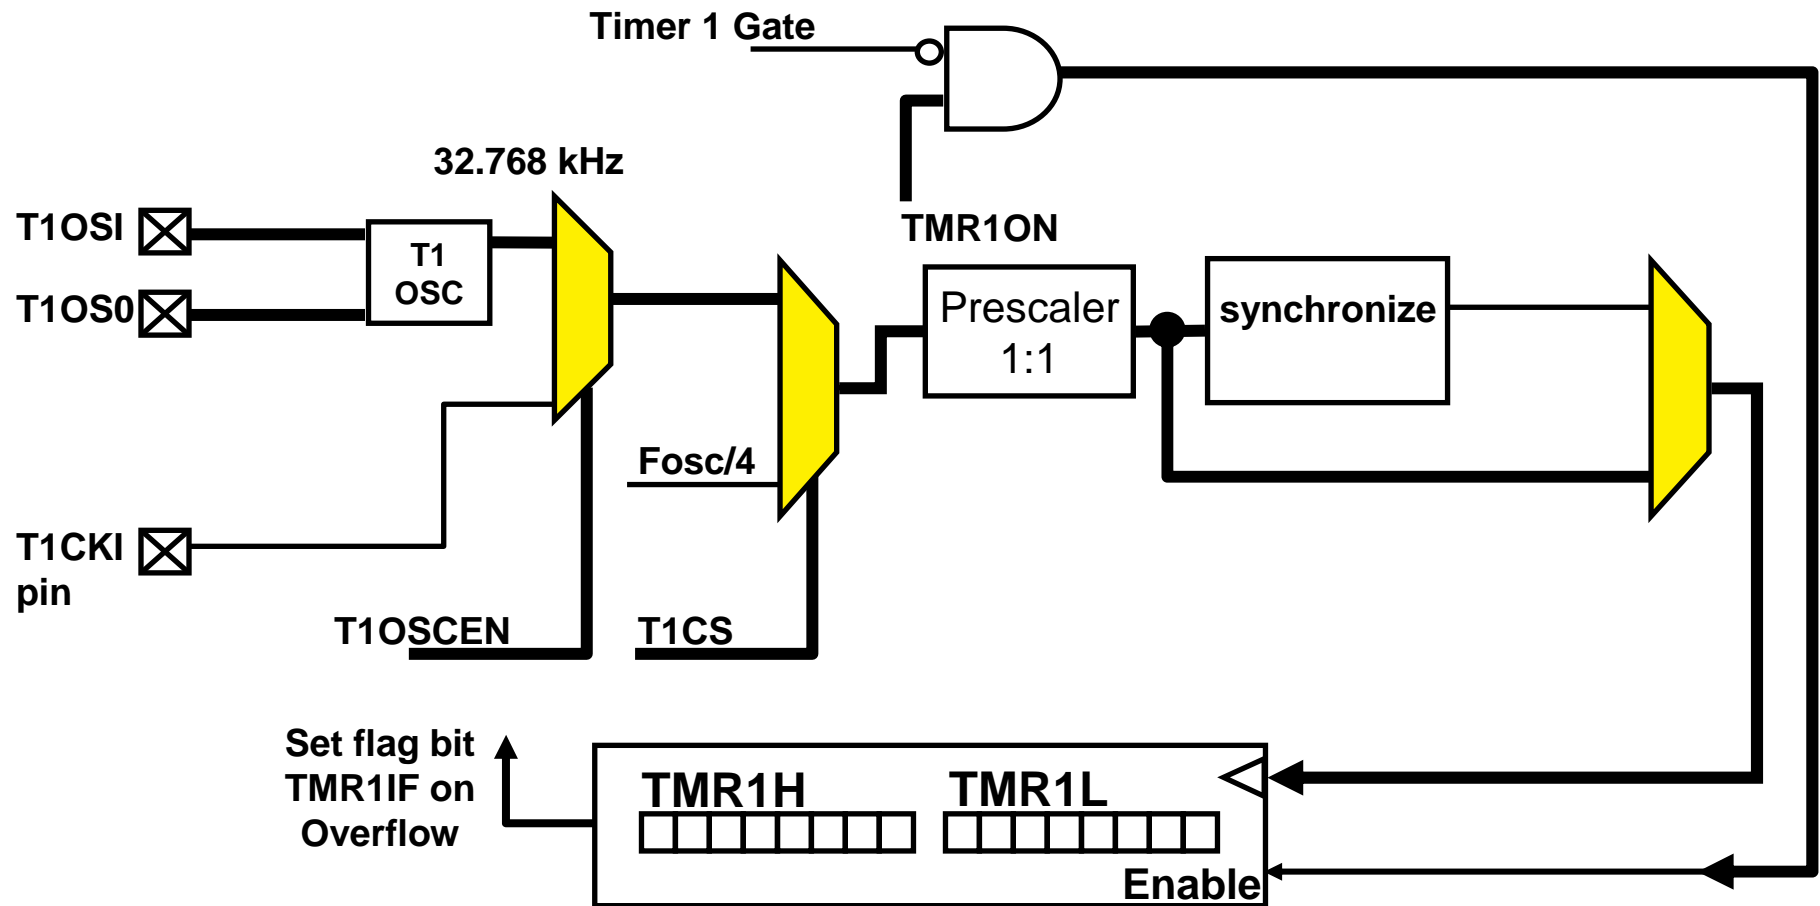 Timer 1 Gate
32.768 kHz
T1OSI
T1
OSC
TMR1ON
T1OS0
Prescaler
1:1
synchronize
Fosc/4
T1CKI
pin
T1OSCEN
T1CS
Set flag bit
TMR1IF on
Overflow
TMR1H
TMR1L
Enable